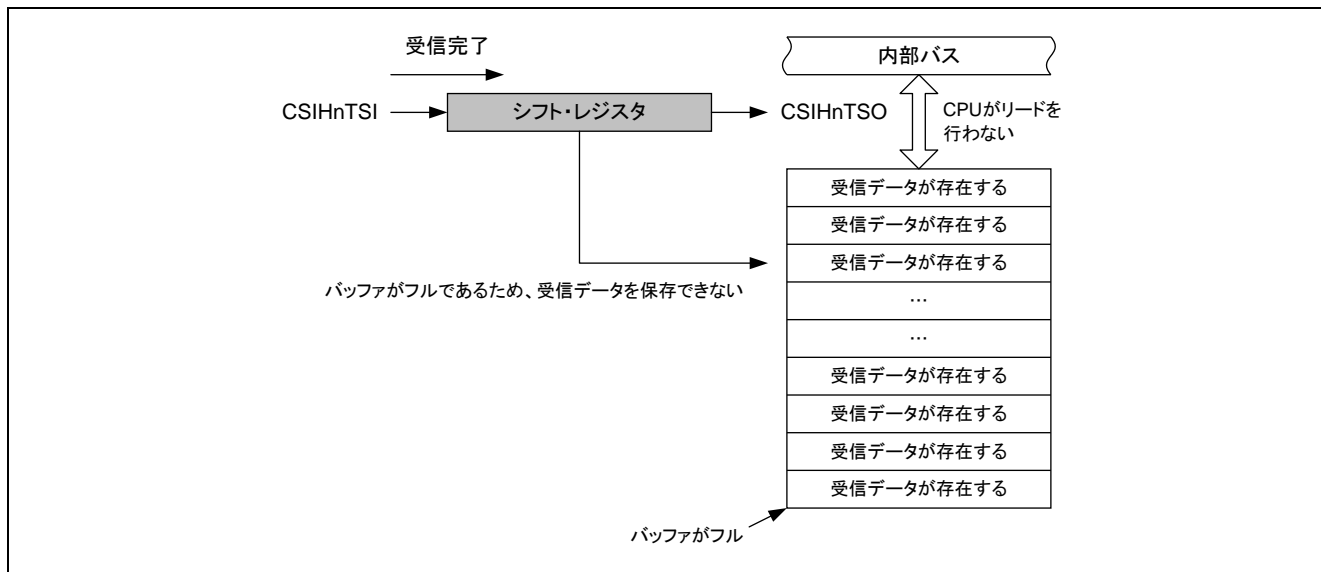 受信完了
内部バス
CSIHnTSI
シフト・レジスタ
CSIHnTSO
CPUがリードを
行わない
受信データが存在する
受信データが存在する
受信データが存在する
バッファがフルであるため、受信データを保存できない
…
…
受信データが存在する
受信データが存在する
受信データが存在する
受信データが存在する
バッファがフル